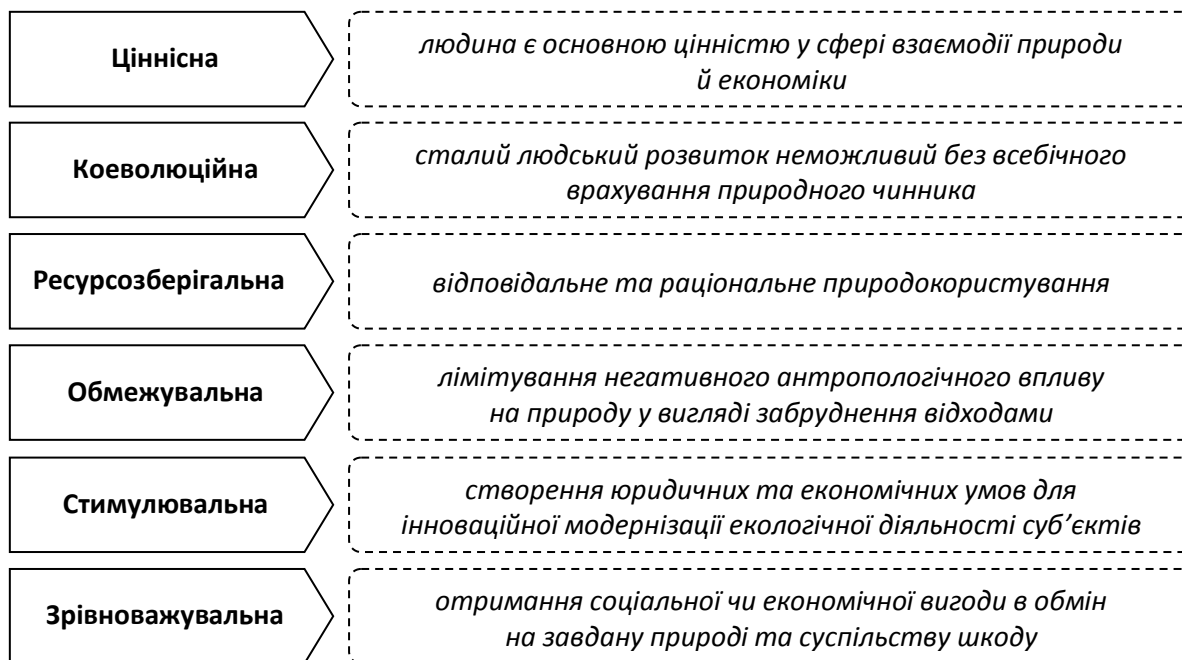 Ціннісна
людина є основною цінністю у сфері взаємодії природи
й економіки
Коеволюційна
сталий людський розвиток неможливий без всебічного
врахування природного чинника
Ресурсозберігальна
відповідальне та раціональне природокористування
Обмежувальна
лімітування негативного антропологічного впливу
на природу у вигляді забруднення відходами
Стимулювальна
створення юридичних та економічних умов для
інноваційної модернізації екологічної діяльності суб’єктів
Зрівноважувальна
отримання соціальної чи економічної вигоди в обмін
на завдану природі та суспільству шкоду